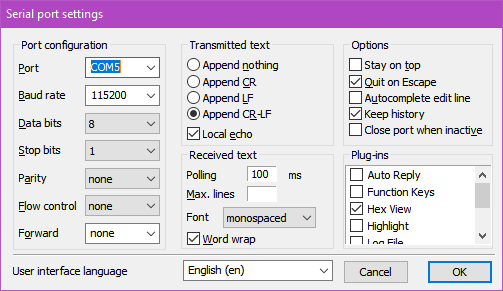 Serial port settings
Port configuration
Port COM5
Baud rate 115200
Data bits 8
Stop bits 1
Parity none
Flow control none
Forward none
Transmitted text
Append nothing
Append CR
Append LF
Append CR-LF
Local echo
Received text
Polling 100 ms
Max. lines
Font monospaced
Word wrap
Options
Stay on top
Quit on Escape
Autocomplete edit line
Keep history
Close port when inactive
Plug-ins
Auto Reply
Function Keys
Hex View
Highlight
Log File
User interface language English (en) Cancel OK